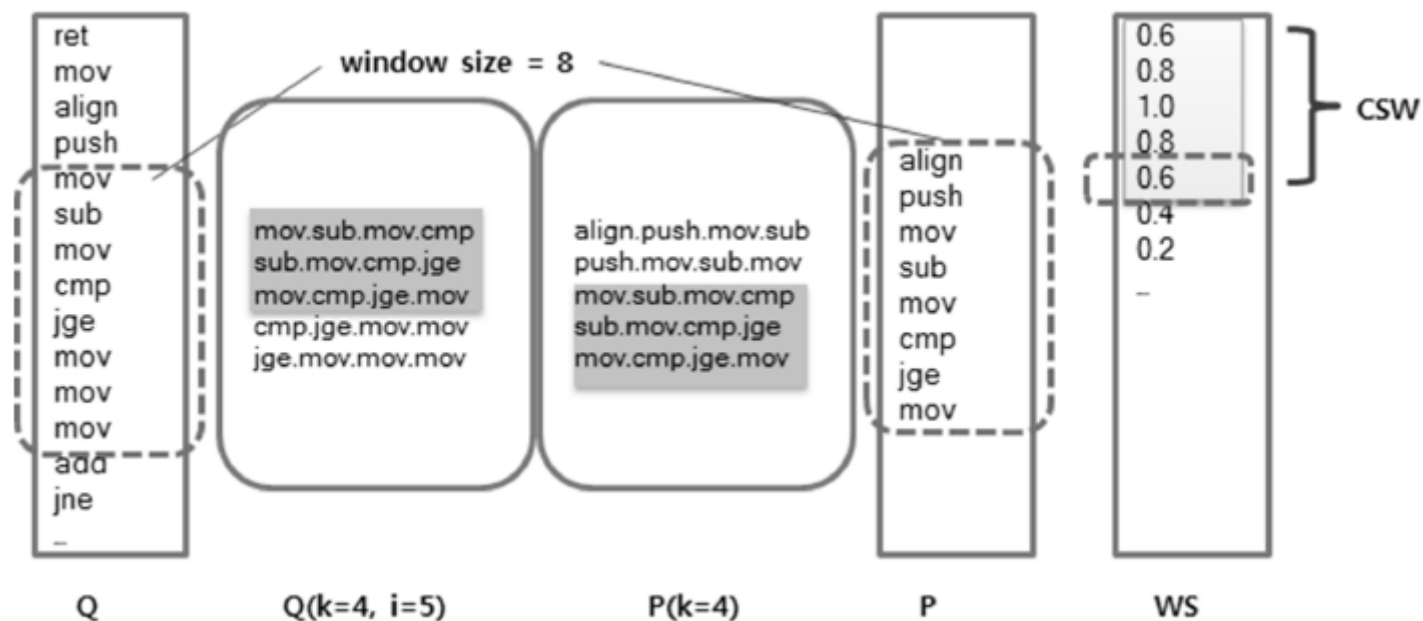 ret
mov
align
push
mov
sub
mov
cmp
jge
mov
mov
mov
add
jne
–
window size = 8
mov.sub.mov.cmp
sub.mov.cmp.jge
mov.cmp.jge.mov
cmp.jge.mov.mov
jge.mov.mov.mov
align.push.mov.sub
push.mov.sub.mov
mov.sub.mov.cmp
sub.mov.cmp.jge
mov.cmp.jge.mov
align
push
mov
sub
mov
cmp
jge
mov
0.6
0.8
1.0
0.8
0.6
0.4
0.2
–
CSW
Q
Q(k=4, i=5)
P(k=4)
P
WS